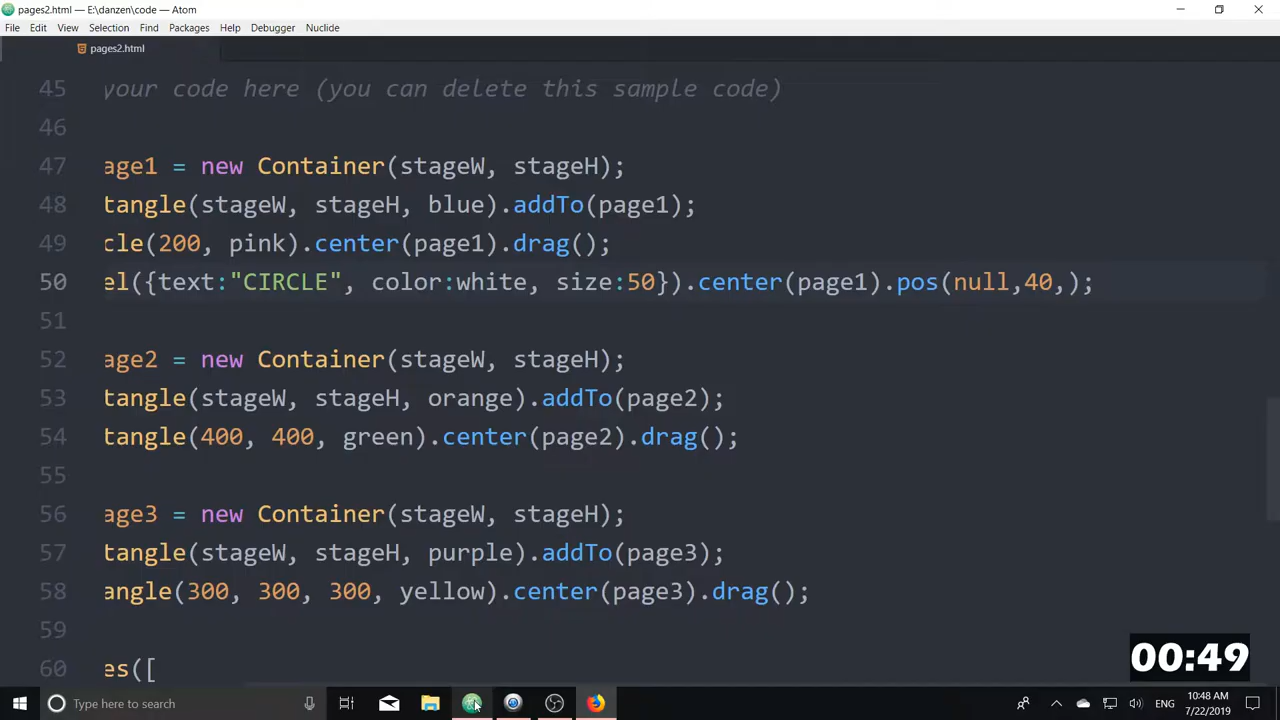 pages2.html — E:\danzen\code — Atom
File Edit View Selection Find Packages Help Debugger Nuclide
pages2.html
45 your code here (you can delete this sample code)
46
47 age1 = new Container(stageW, stageH);
48 tangle(stageW, stageH, blue).addTo(page1);
49 cle(200, pink).center(page1).drag();
50 el({text:"CIRCLE", color:white, size:50}).center(page1).pos(null,40,);
51
52 age2 = new Container(stageW, stageH);
53 tangle(stageW, stageH, orange).addTo(page2);
54 tangle(400, 400, green).center(page2).drag();
55
56 age3 = new Container(stageW, stageH);
57 tangle(stageW, stageH, purple).addTo(page3);
58 angle(300, 300, 300, yellow).center(page3).drag();
59
60 es([
00:49
Type here to search
ENG
10:48 AM
7/22/2019